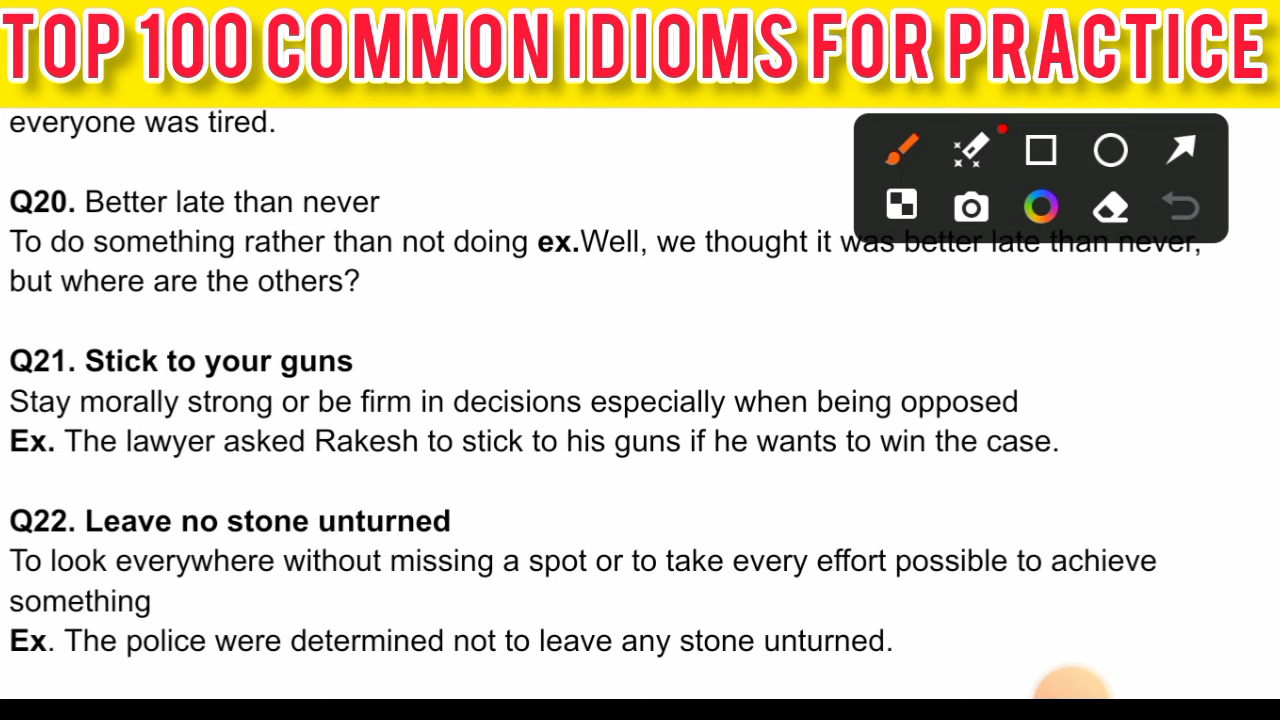 TOP 100 COMMON IDIOMS FOR PRACTICE
everyone was tired.
Q20. Better late than never
To do something rather than not doing ex.Well, we thought it was better late than never,
but where are the others?
Q21. Stick to your guns
Stay morally strong or be firm in decisions especially when being opposed
Ex. The lawyer asked Rakesh to stick to his guns if he wants to win the case.
Q22. Leave no stone unturned
To look everywhere without missing a spot or to take every effort possible to achieve
something
Ex. The police were determined not to leave any stone unturned.